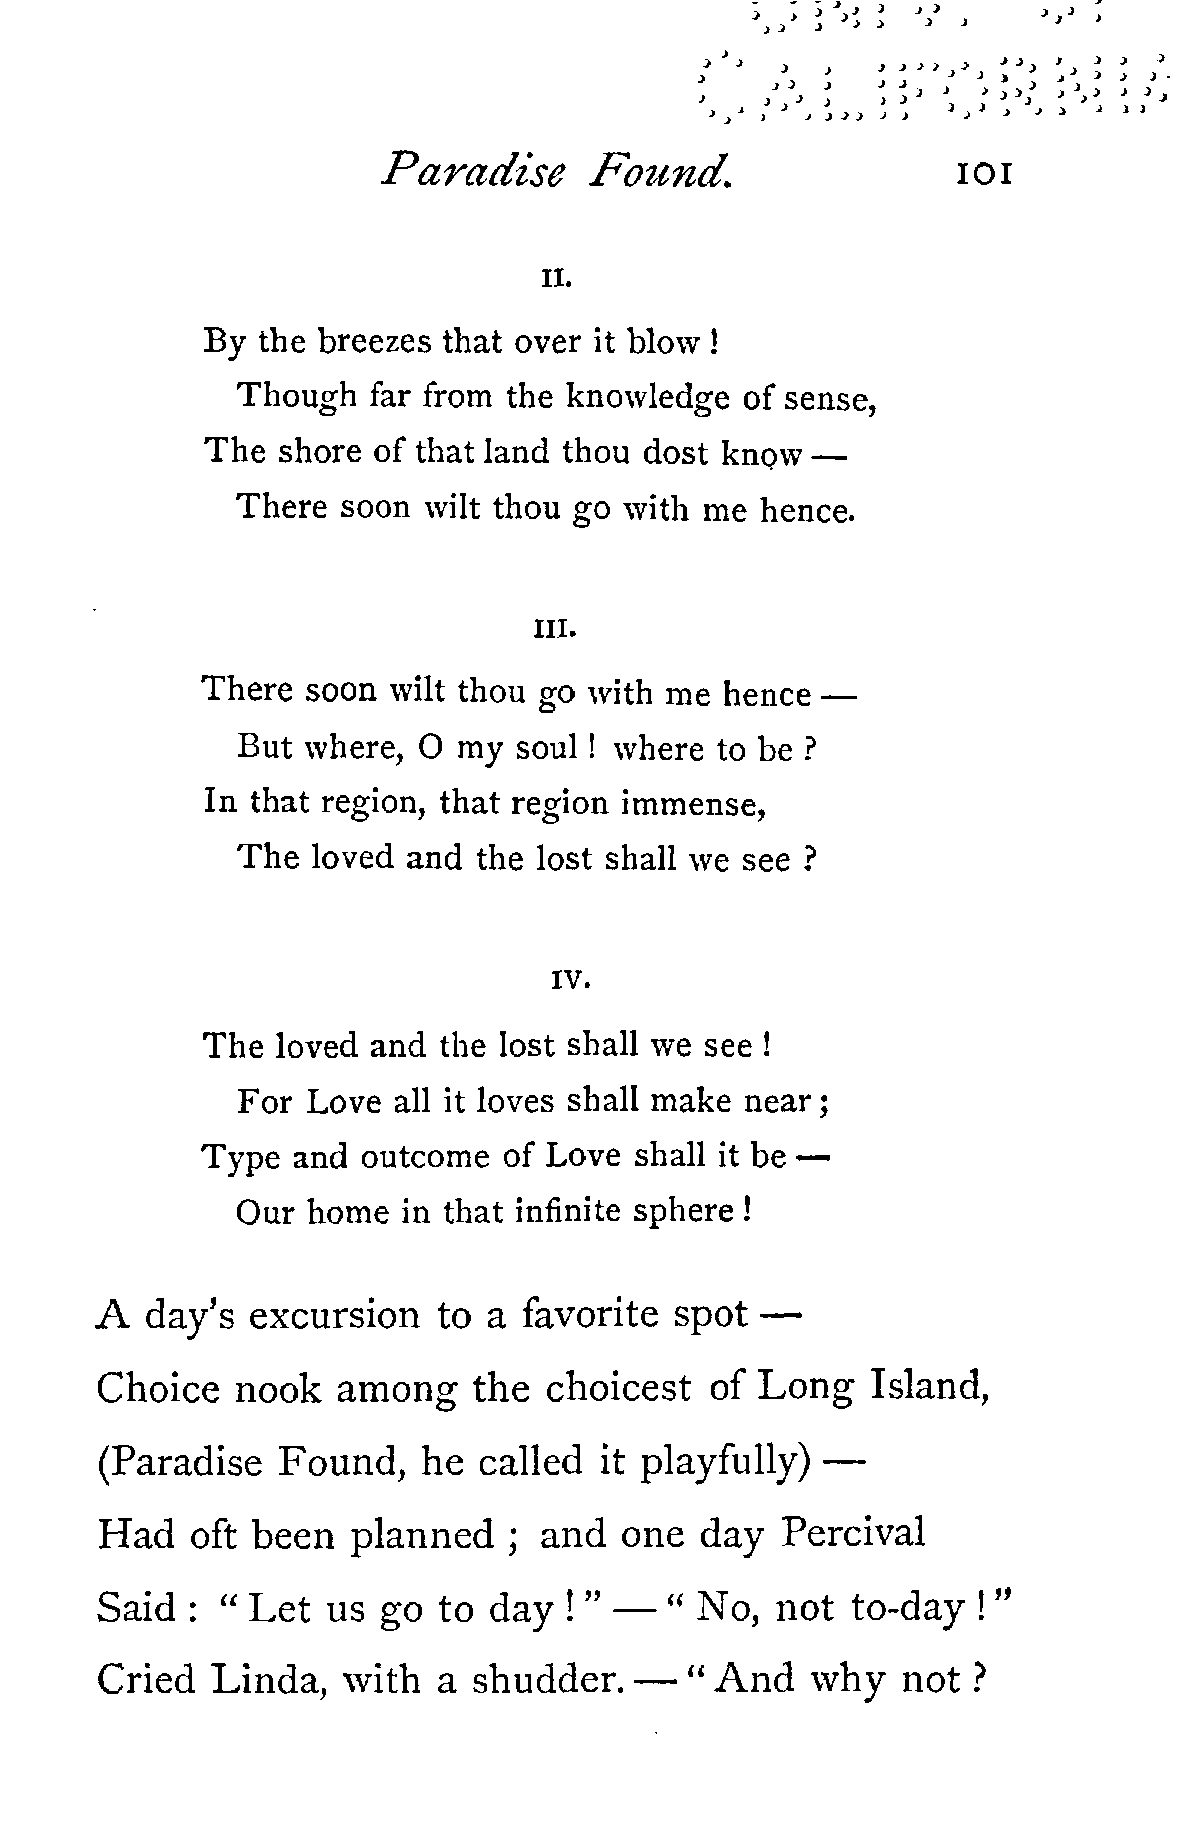 UNIV. OF
CALIFORNIA
Paradise Found. 101
II.
By the breezes that over it blow!
Though far from the knowledge of sense,
The shore of that land thou dost know—
There soon wilt thou go with me hence.
III.
There soon wilt thou go with me hence—
But where, O my soul! where to be?
In that region, that region immense,
The loved and the lost shall we see?
IV.
The loved and the lost shall we see!
For Love all it loves shall make near;
Type and outcome of Love shall it be—
Our home in that infinite sphere!
A day's excursion to a favorite spot—
Choice nook among the choicest of Long Island,
(Paradise Found, he called it playfully)—
Had oft been planned; and one day Percival
Said: "Let us go to day!"—"No, not to-day!"
Cried Linda, with a shudder.—"And why not?